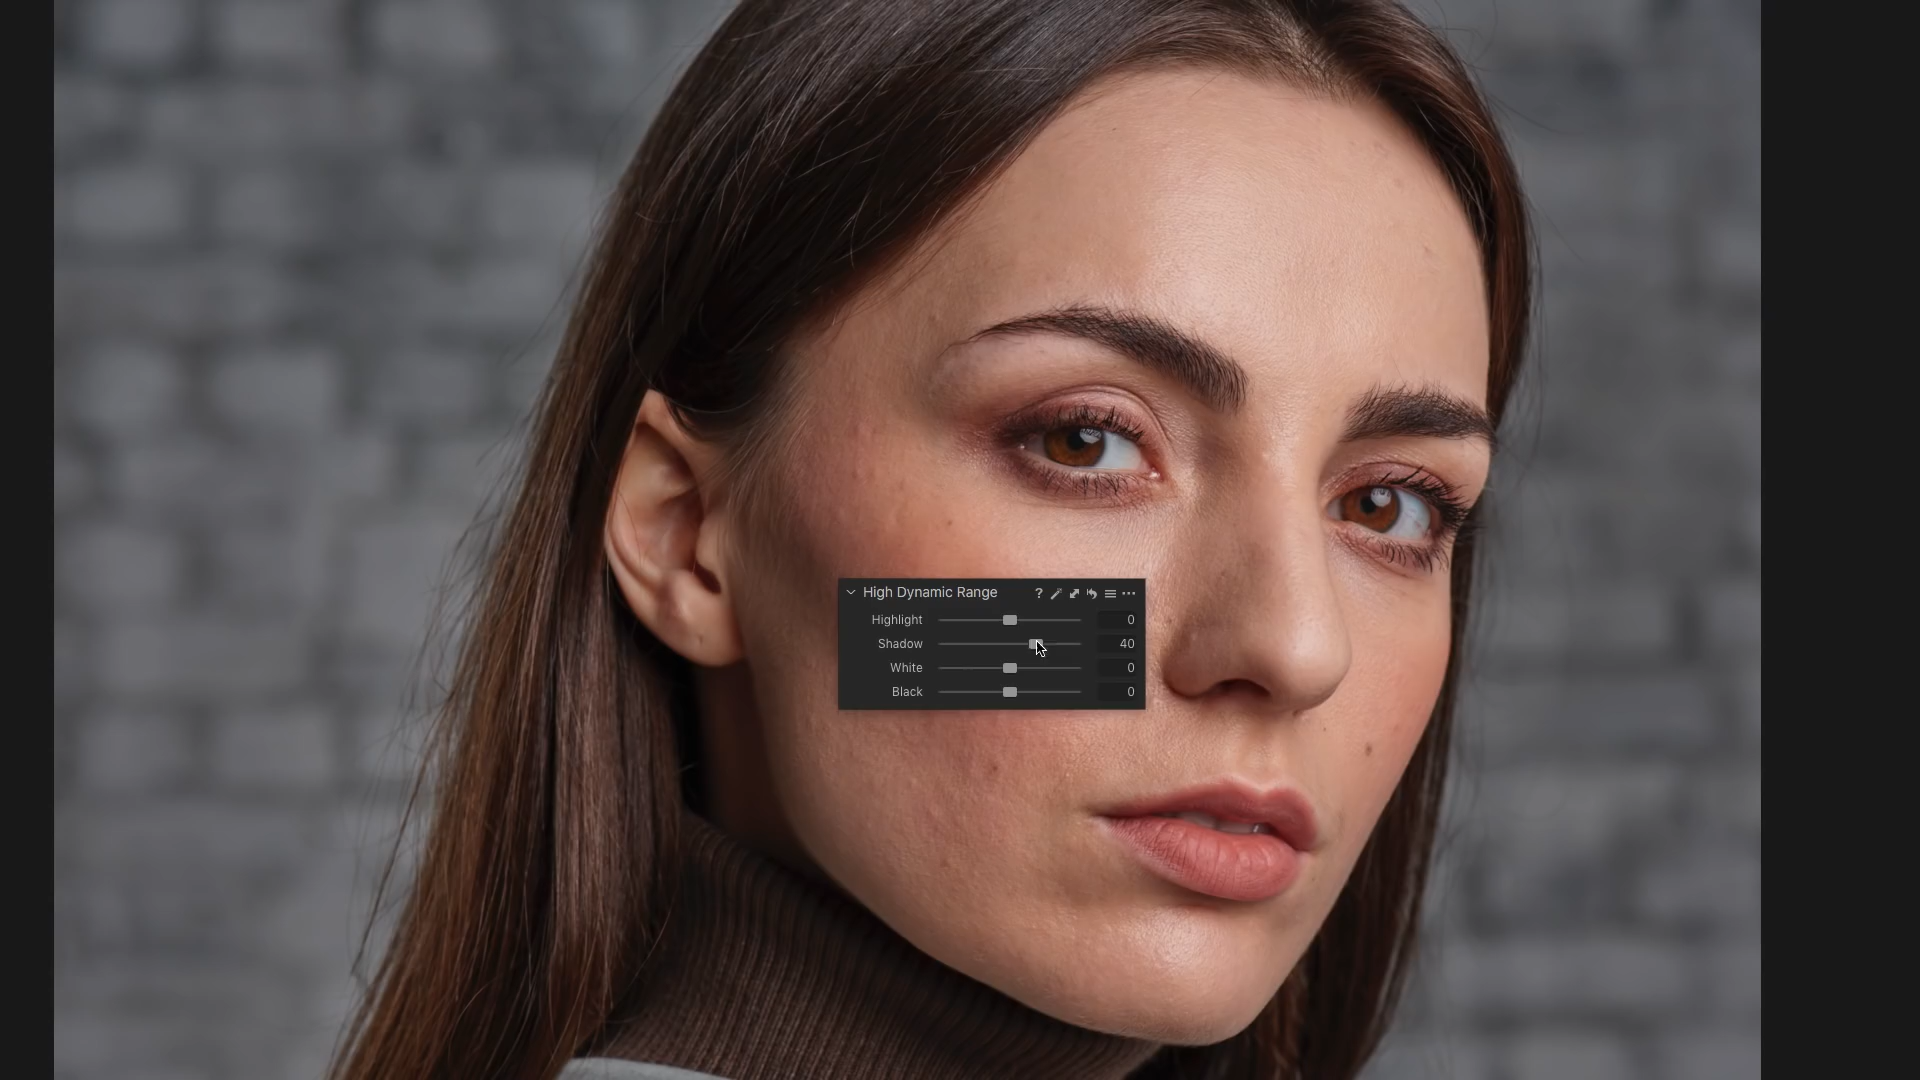 High Dynamic Range ?
Highlight 0
Shadow 40
White 0
Black 0